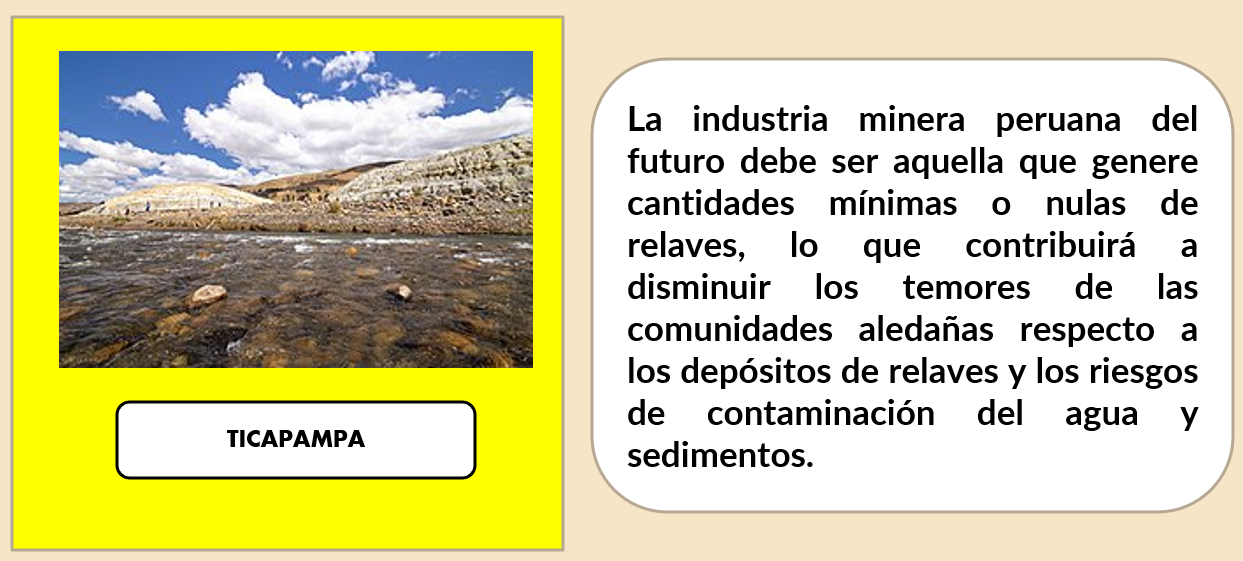 TICAPAMPA
La industria minera peruana del
futuro debe ser aquella que genere
cantidades mínimas o nulas de
relaves, lo que contribuirá a
disminuir los temores de las
comunidades aledañas respecto a
los depósitos de relaves y los riesgos
de contaminación del agua y
sedimentos.